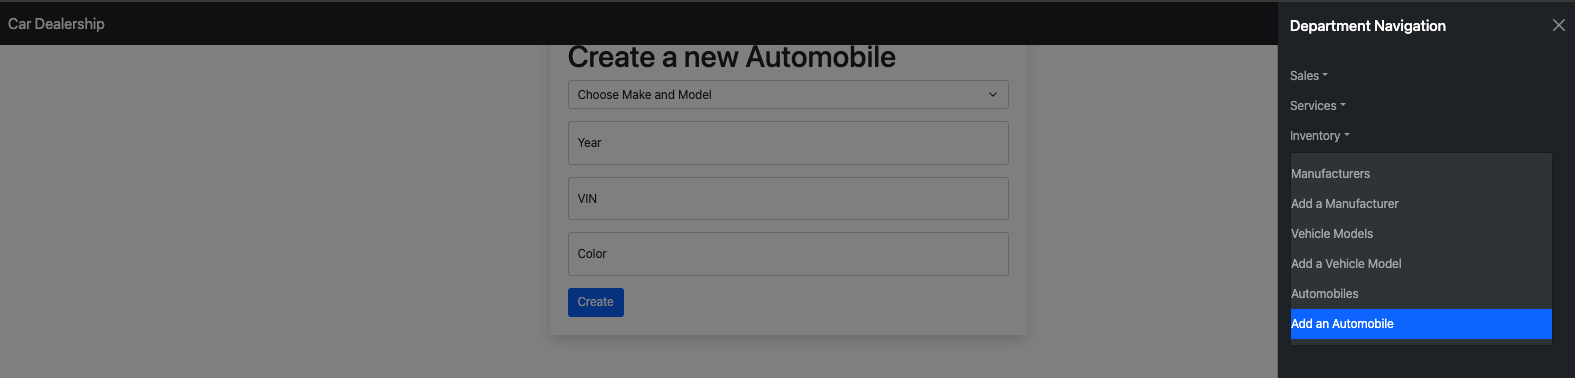 Car Dealership
Create a new Automobile
Choose Make and Model
Year
VIN
Color
Create
Department Navigation
Sales
Services
Inventory
Manufacturers
Add a Manufacturer
Vehicle Models
Add a Vehicle Model
Automobiles
Add an Automobile